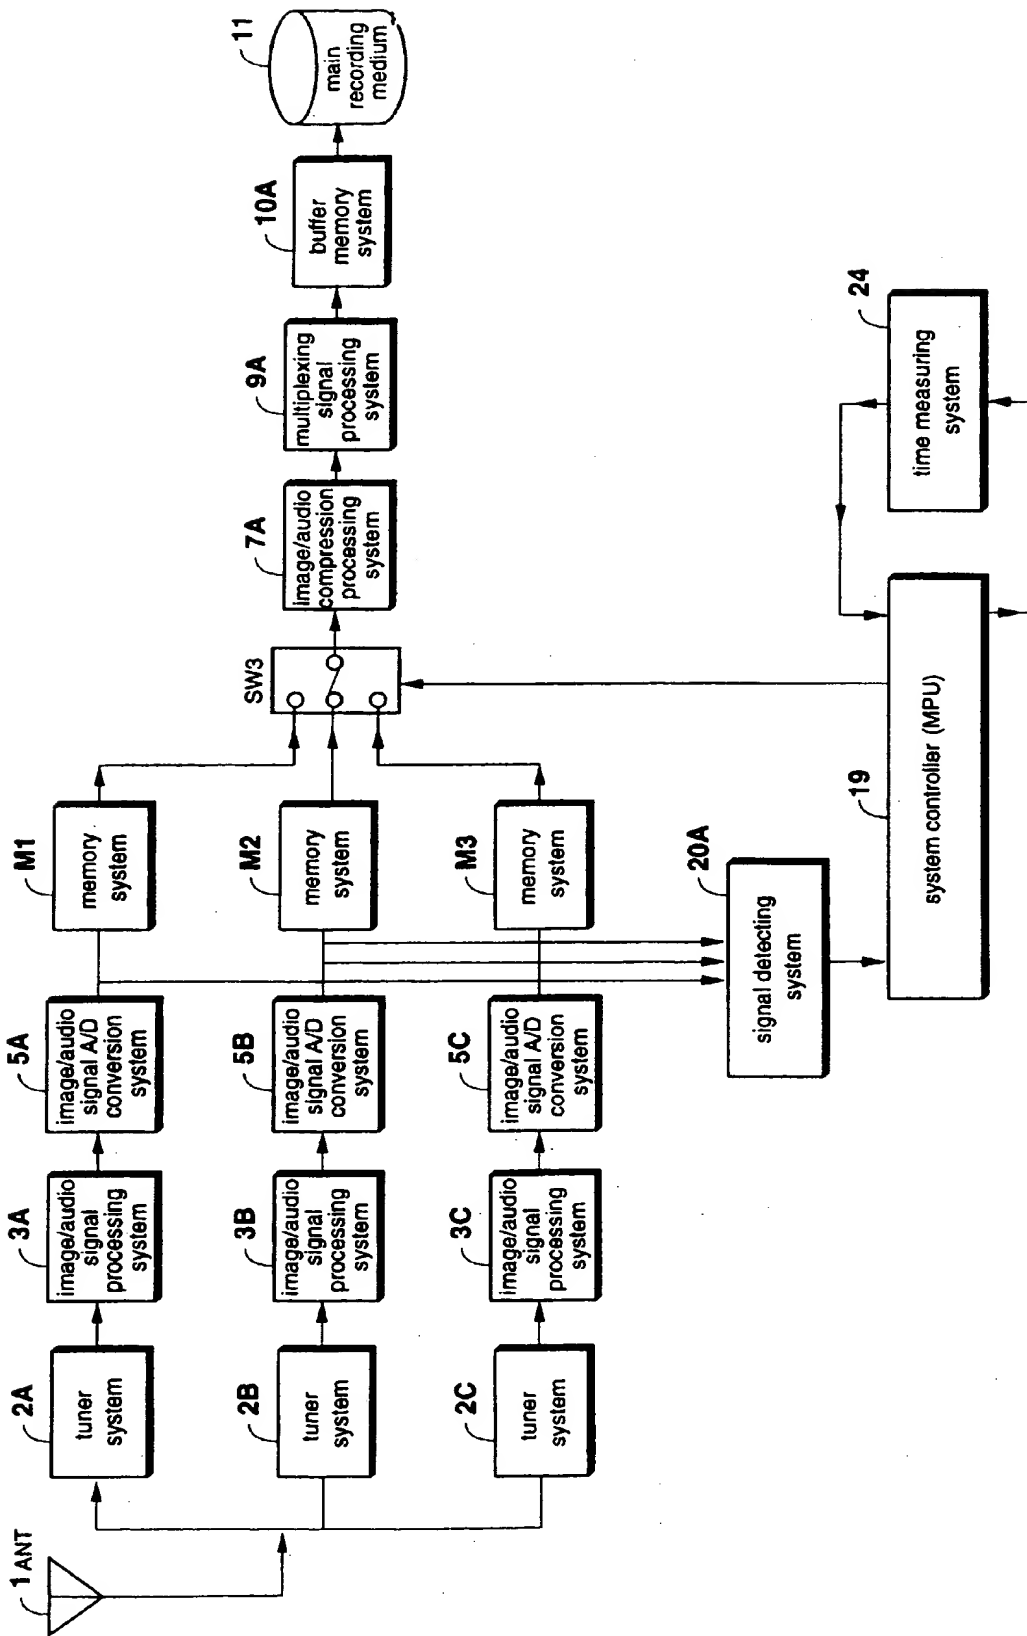 1 ANT
2A
tuner
system
3A
image/audio
signal
processing
system
5A
image/audio
signal A/D
conversion
system
M1
memory
system
2B
tuner
system
3B
image/audio
signal
processing
system
5B
image/audio
signal A/D
conversion
system
M2
memory
system
2C
tuner
system
3C
image/audio
signal
processing
system
5C
image/audio
signal A/D
conversion
system
M3
memory
system
SW3
7A
image/audio
compression
processing
system
9A
multiplexing
signal
processing
system
10A
buffer
memory
system
11
main
recording
medium
20A
signal detecting
system
19
system controller (MPU)
24
time measuring
system